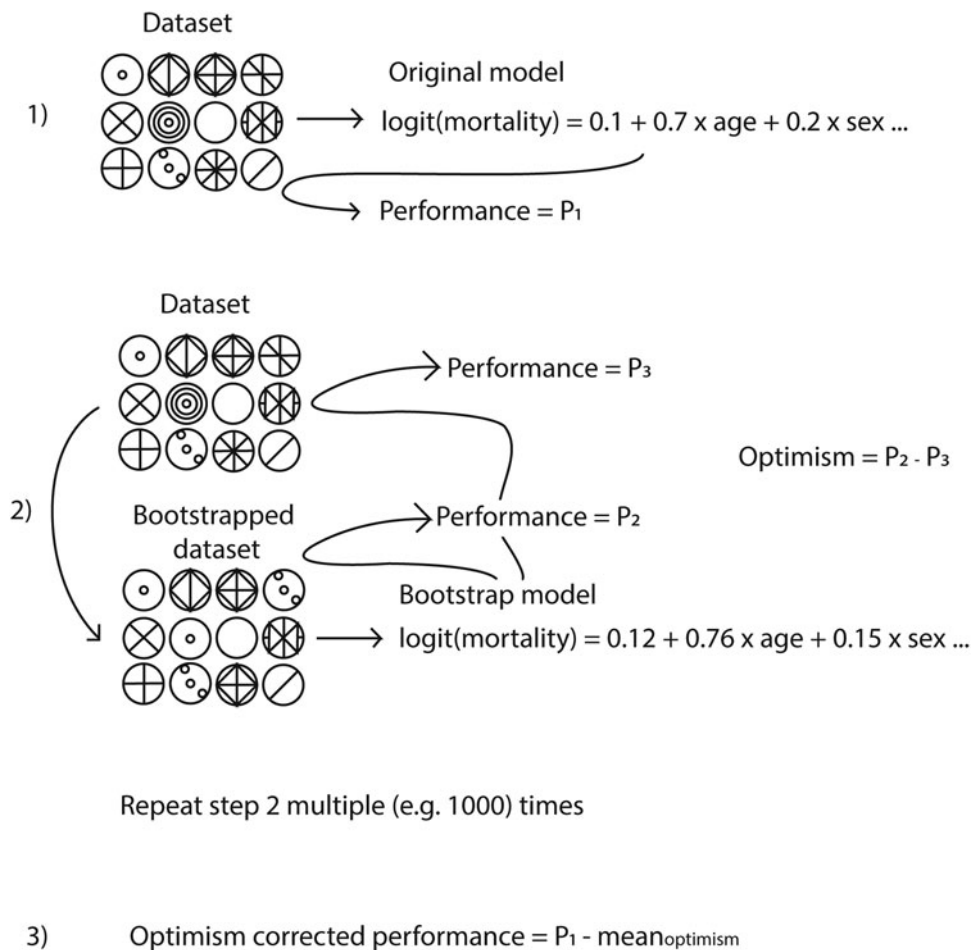 Dataset
1)
Original model
logit(mortality) = 0.1 + 0.7 x age + 0.2 x sex ...
Performance = P₁
Dataset
Performance = P₃
Optimism = P₂ - P₃
2)
Bootstrapped
dataset
Performance = P₂
Bootstrap model
logit(mortality) = 0.12 + 0.76 x age + 0.15 x sex ...
Repeat step 2 multiple (e.g. 1000) times
3) Optimism corrected performance = P₁ - meanoptimism